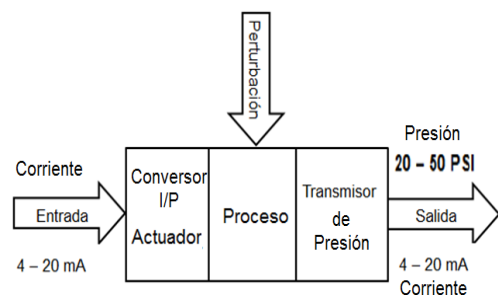 Perturbación
Corriente
Entrada
4 – 20 mA
Conversor
I/P
Actuador
Proceso
Transmisor
de
Presión
Presión
20 – 50 PSI
Salida
4 – 20 mA
Corriente